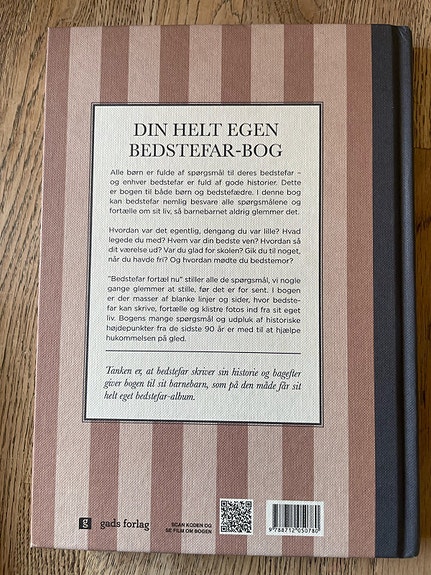 DIN HELT EGEN
BEDSTEFAR-BOG
Alle børn er fulde af spørgsmål til deres bedstefar –
og enhver bedstefar er fuld af gode historier. Dette
er bogen til både børn og bedstefædre. I denne bog
kan bedstefar nemlig besvare alle spørgsmålene og
fortælle om sit liv, så barnebarnet aldrig glemmer det.
Hvordan var det egentlig, dengang du var lille? Hvad
legede du med? Hvem var din bedste ven? Hvordan så
dit værelse ud? Var du glad for skolen? Gik du til noget,
når du havde fri? Og hvordan mødte du bedstemor?
"Bedstefar fortæl nu" stiller alle de spørgsmål, vi nogle
gange glemmer at stille, før det er for sent. I bogen
er der masser af blanke linjer og sider, hvor bedste-
far kan skrive, fortælle og klistre fotos ind fra sit eget
liv. Bogens mange spørgsmål og udpluk af historiske
højdepunkter fra de sidste 90 år er med til at hjælpe
hukommelsen på gled.
Tanken er, at bedstefar skriver sin historie og bagefter
giver bogen til sit barnebarn, som på den måde får sit
helt eget bedstefar-album.
g gads forlag
SCAN KODEN OG
SE FILM OM BOGEN
9 788712 050780